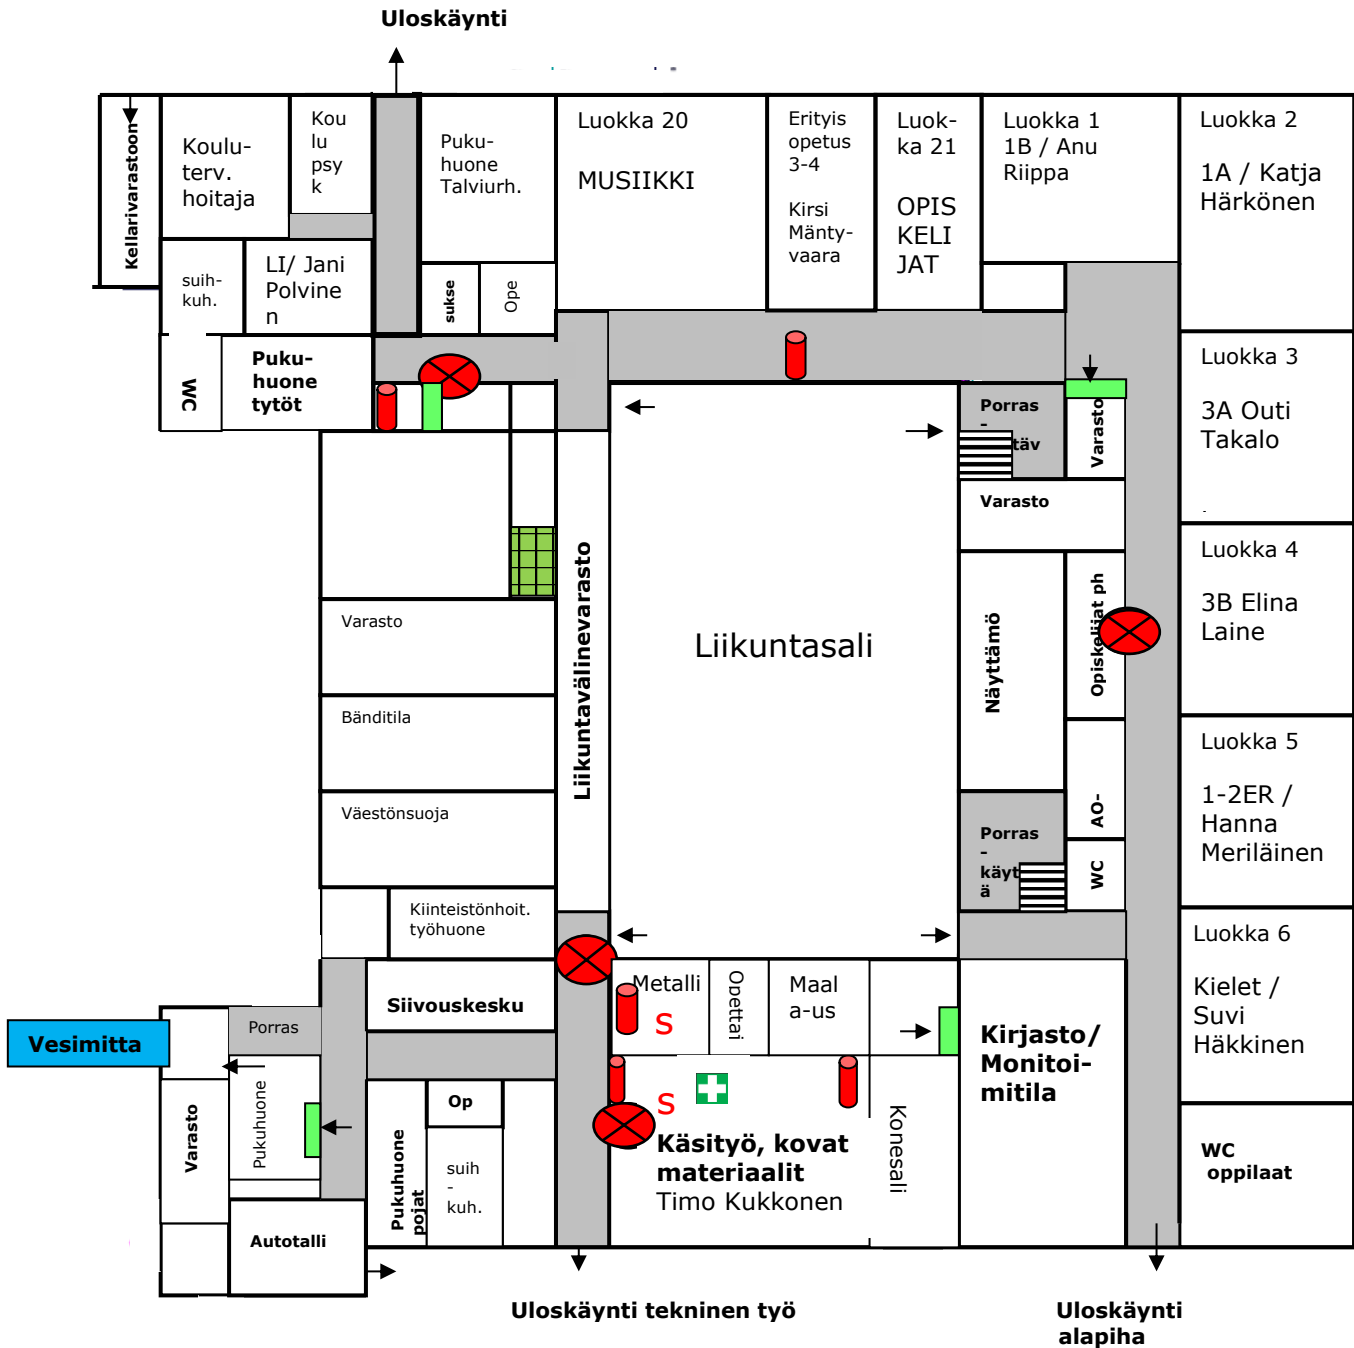 Uloskäynti
Kellarivarastoon
Koulu-
terv.
hoitaja
Kou
lu
psy
k
Puku-
huone
Talviurh.
Luokka 20
MUSIIKKI
Erityis
opetus
3-4
Kirsi
Mänty-
vaara
Luok-
ka 21
OPIS
KELI
JAT
Luokka 1
1B / Anu
Riippa
Luokka 2
1A / Katja
Härkönen
suih-
kuh.
LI/ Jani
Polvine
n
sukse
Ope
WC
Puku-
huone
tytöt
Luokka 3
3A Outi
Takalo
Porras
-
täv
Varasto
Varasto
Liikuntavälinevarasto
Luokka 4
3B Elina
Laine
Varasto
Liikuntasali
Näyttämö
Opiskelijat ph
Bänditila
Luokka 5
1-2ER /
Hanna
Meriläinen
Väestönsuoja
AO-
Porras
-
käyt
ä
WC
Kiinteistönhoit.
työhuone
Luokka 6
Kielet /
Suvi
Häkkinen
Siivouskesku
Metalli
S
Opettai
Maal
a-us
Kirjasto/
Monitoi-
mitila
Vesimitta
Porras
Varasto
Pukuhuone
Pukuhuone
pojat
Op
suih
-
kuh.
S
Käsityö, kovat
materiaalit
Timo Kukkonen
Konesali
WC
oppilaat
Autotalli
Uloskäynti tekninen työ
Uloskäynti
alapiha